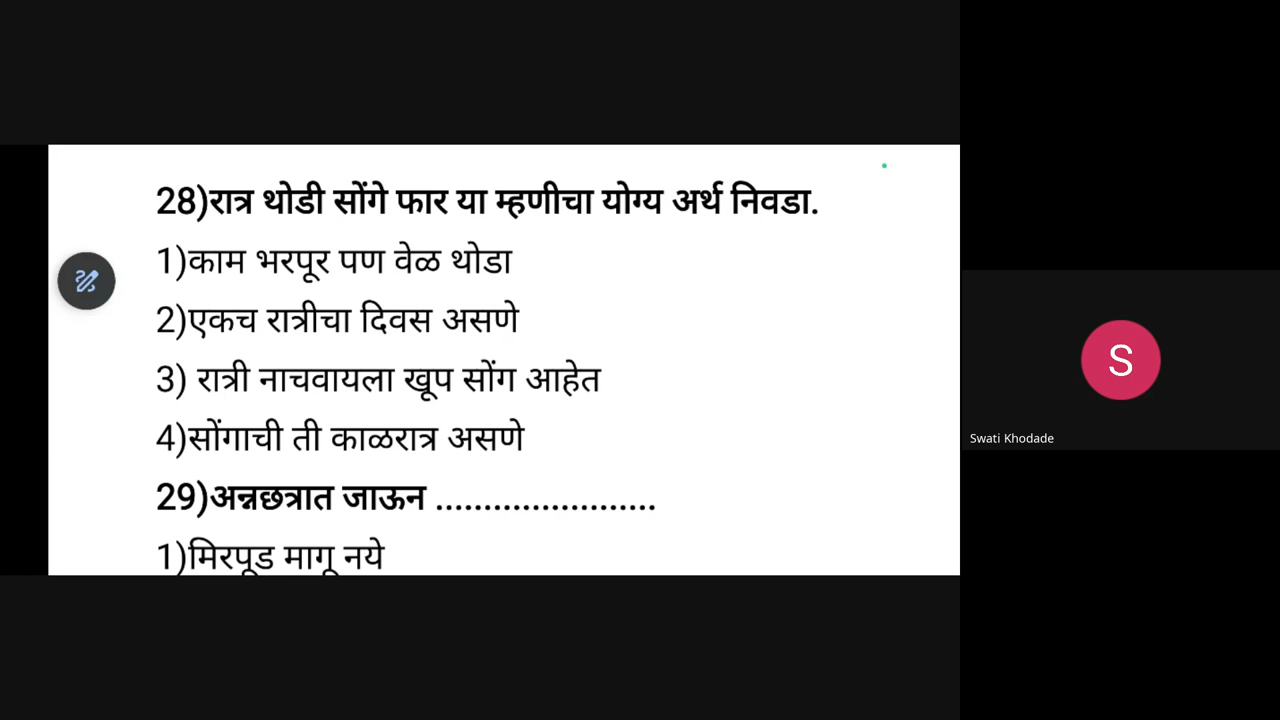 28)रात्र थोडी सोंगे फार या म्हणीचा योग्य अर्थ निवडा.
1)काम भरपूर पण वेळ थोडा
2)एकच रात्रीचा दिवस असणे
3) रात्री नाचवायला खूप सोंग आहेत
4)सोंगाची ती काळरात्र असणे
29)अन्नछत्रात जाऊन .......................
1)मिरपूड मागू नये
S
Swati Khodade